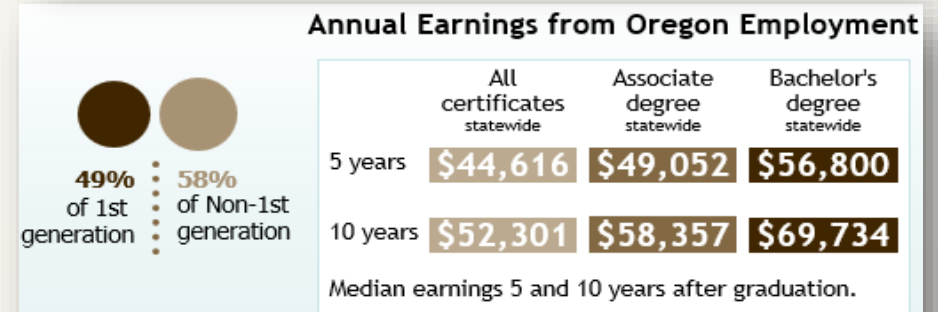 Annual Earnings from Oregon Employment
49%
of 1st
generation
58%
of Non-1st
generation
All
certificates
statewide
Associate
degree
statewide
Bachelor's
degree
statewide
5 years $44,616 $49,052 $56,800
10 years $52,301 $58,357 $69,734
Median earnings 5 and 10 years after graduation.